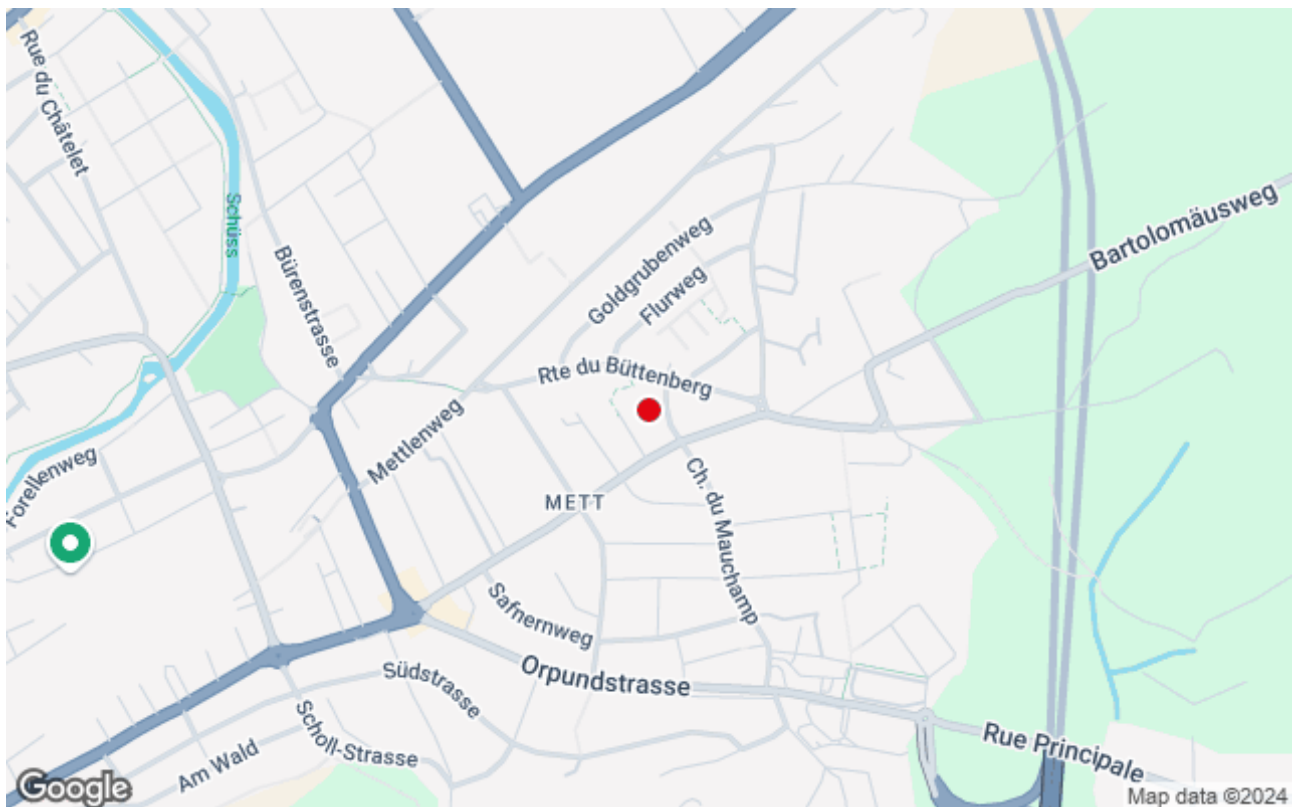 Rue du Châtelet
Schüss
Bürenstrasse
Goldgrubenweg
Flurweg
Bartolomäusweg
Rte du Büttenberg
Mettlenweg
Forellenweg
METT
Ch. du Mauchamp
Safnernweg
Orpundstrasse
Südstrasse
Scholl-Strasse
Am Wald
Rue Principale
Google
Map data ©2024